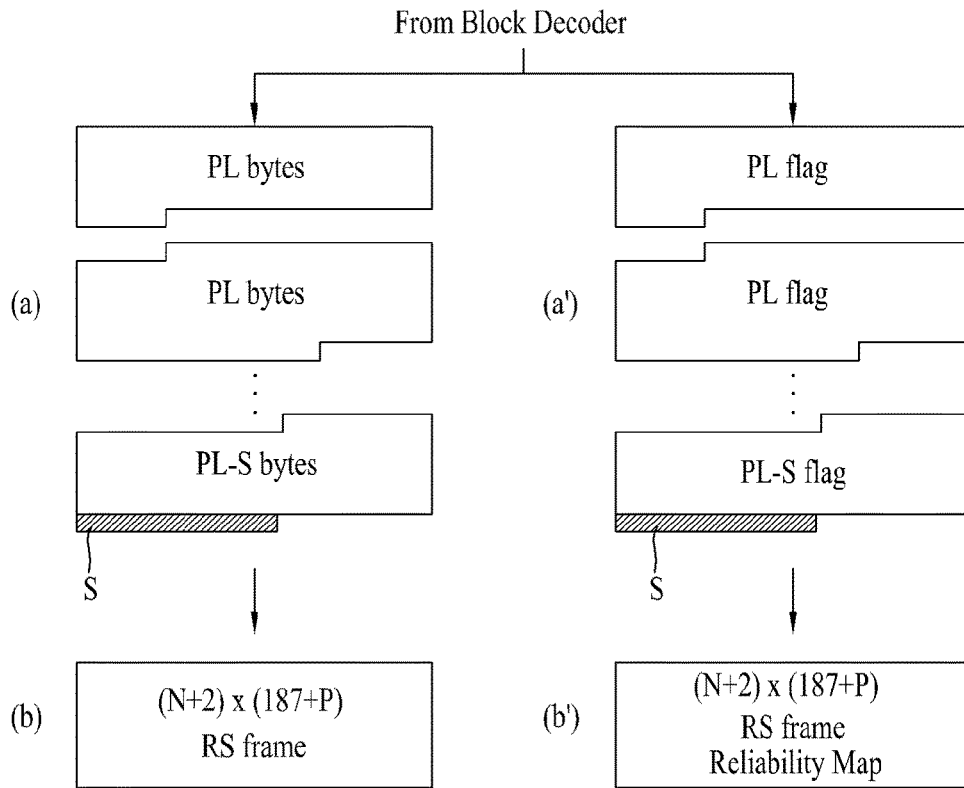 From Block Decoder
PL bytes
PL flag
(a)
PL bytes
(a')
PL flag
PL-S bytes
PL-S flag
S
S
(b)
(N+2) x (187+P)
RS frame
(b')
(N+2) x (187+P)
RS frame
Reliability Map